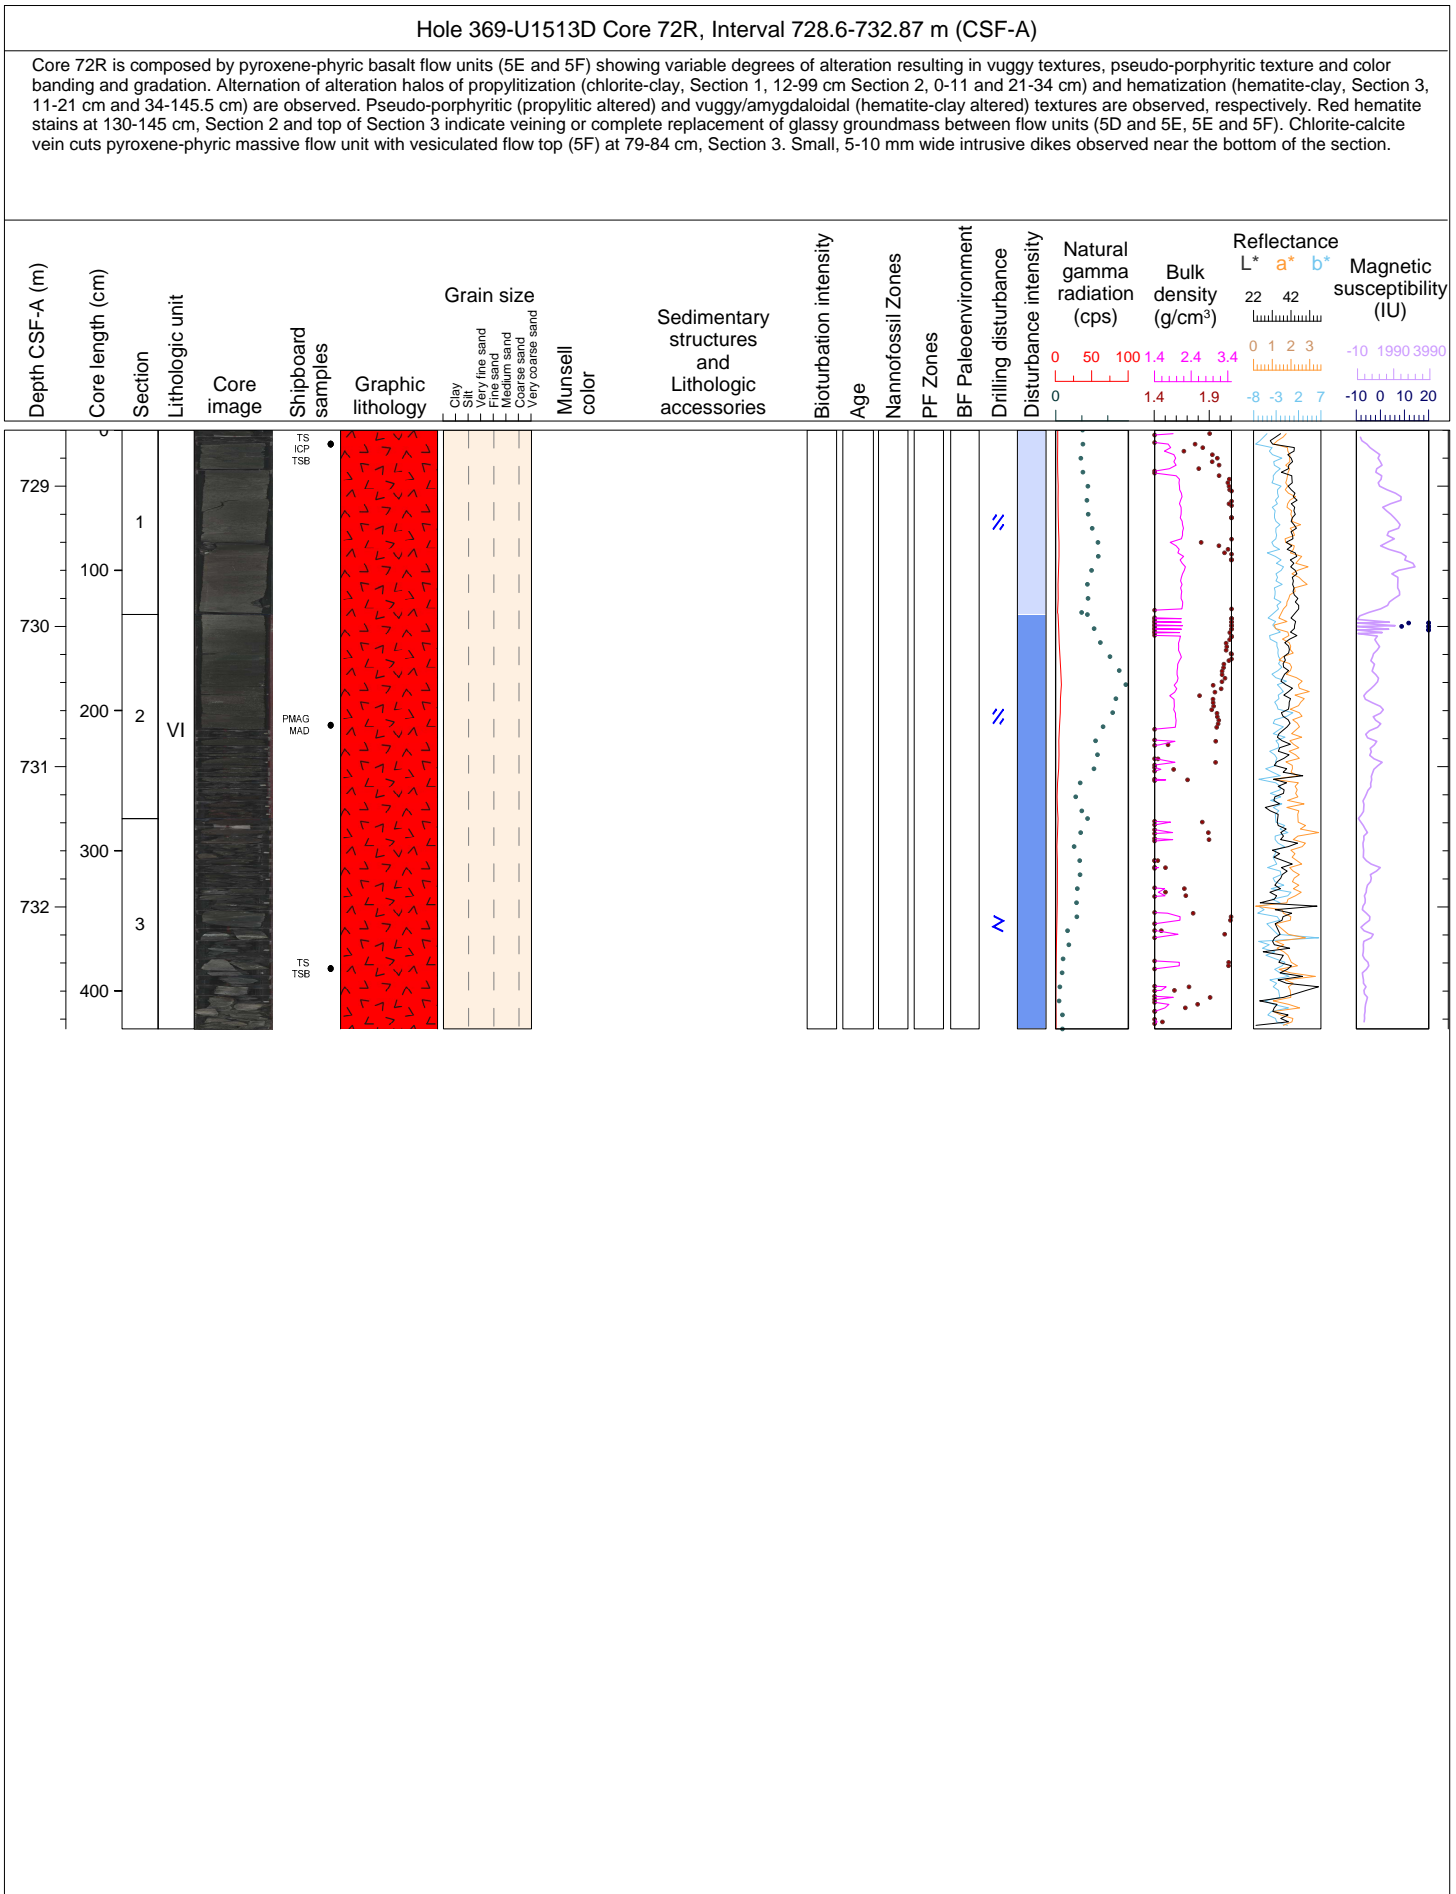 Hole 369-U1513D Core 72R, Interval 728.6-732.87 m (CSF-A)
Core 72R is composed by pyroxene-phyric basalt flow units (5E and 5F) showing variable degrees of alteration resulting in vuggy textures, pseudo-porphyritic texture and color
banding and gradation. Alternation of alteration halos of propylitization (chlorite-clay, Section 1, 12-99 cm Section 2, 0-11 and 21-34 cm) and hematization (hematite-clay, Section 3,
11-21 cm and 34-145.5 cm) are observed. Pseudo-porphyritic (propylitic altered) and vuggy/amygdaloidal (hematite-clay altered) textures are observed, respectively. Red hematite
stains at 130-145 cm, Section 2 and top of Section 3 indicate veining or complete replacement of glassy groundmass between flow units (5D and 5E, 5E and 5F). Chlorite-calcite
vein cuts pyroxene-phyric massive flow unit with vesiculated flow top (5F) at 79-84 cm, Section 3. Small, 5-10 mm wide intrusive dikes observed near the bottom of the section.
Depth CSF-A (m)
Core length (cm)
Section
Lithologic unit
Core
image
Shipboard
samples
Graphic
lithology
Grain size
Clay
Silt
Very fine sand
Fine sand
Medium sand
Coarse sand
Very coarse sand
Munsell
color
Sedimentary
structures
and
Lithologic
accessories
Bioturbation intensity
Age
Nannofossil Zones
PF Zones
BF Paleoenvironment
Drilling disturbance
Disturbance intensity
Natural
gamma
radiation
(cps)
0 50 100
0
Bulk
density
(g/cm³)
1.4 2.4 3.4
1.4 1.9
Reflectance
L* a* b*
22 42
0 1 2 3
-8 -3 2 7
Magnetic
susceptibility
(IU)
-10 1990 3990
-10 0 10 20
0
TS
ICP
TSB
729
1
100
730
200
2
VI
PMAG
MAD
731
300
732
3
TS
TSB
400